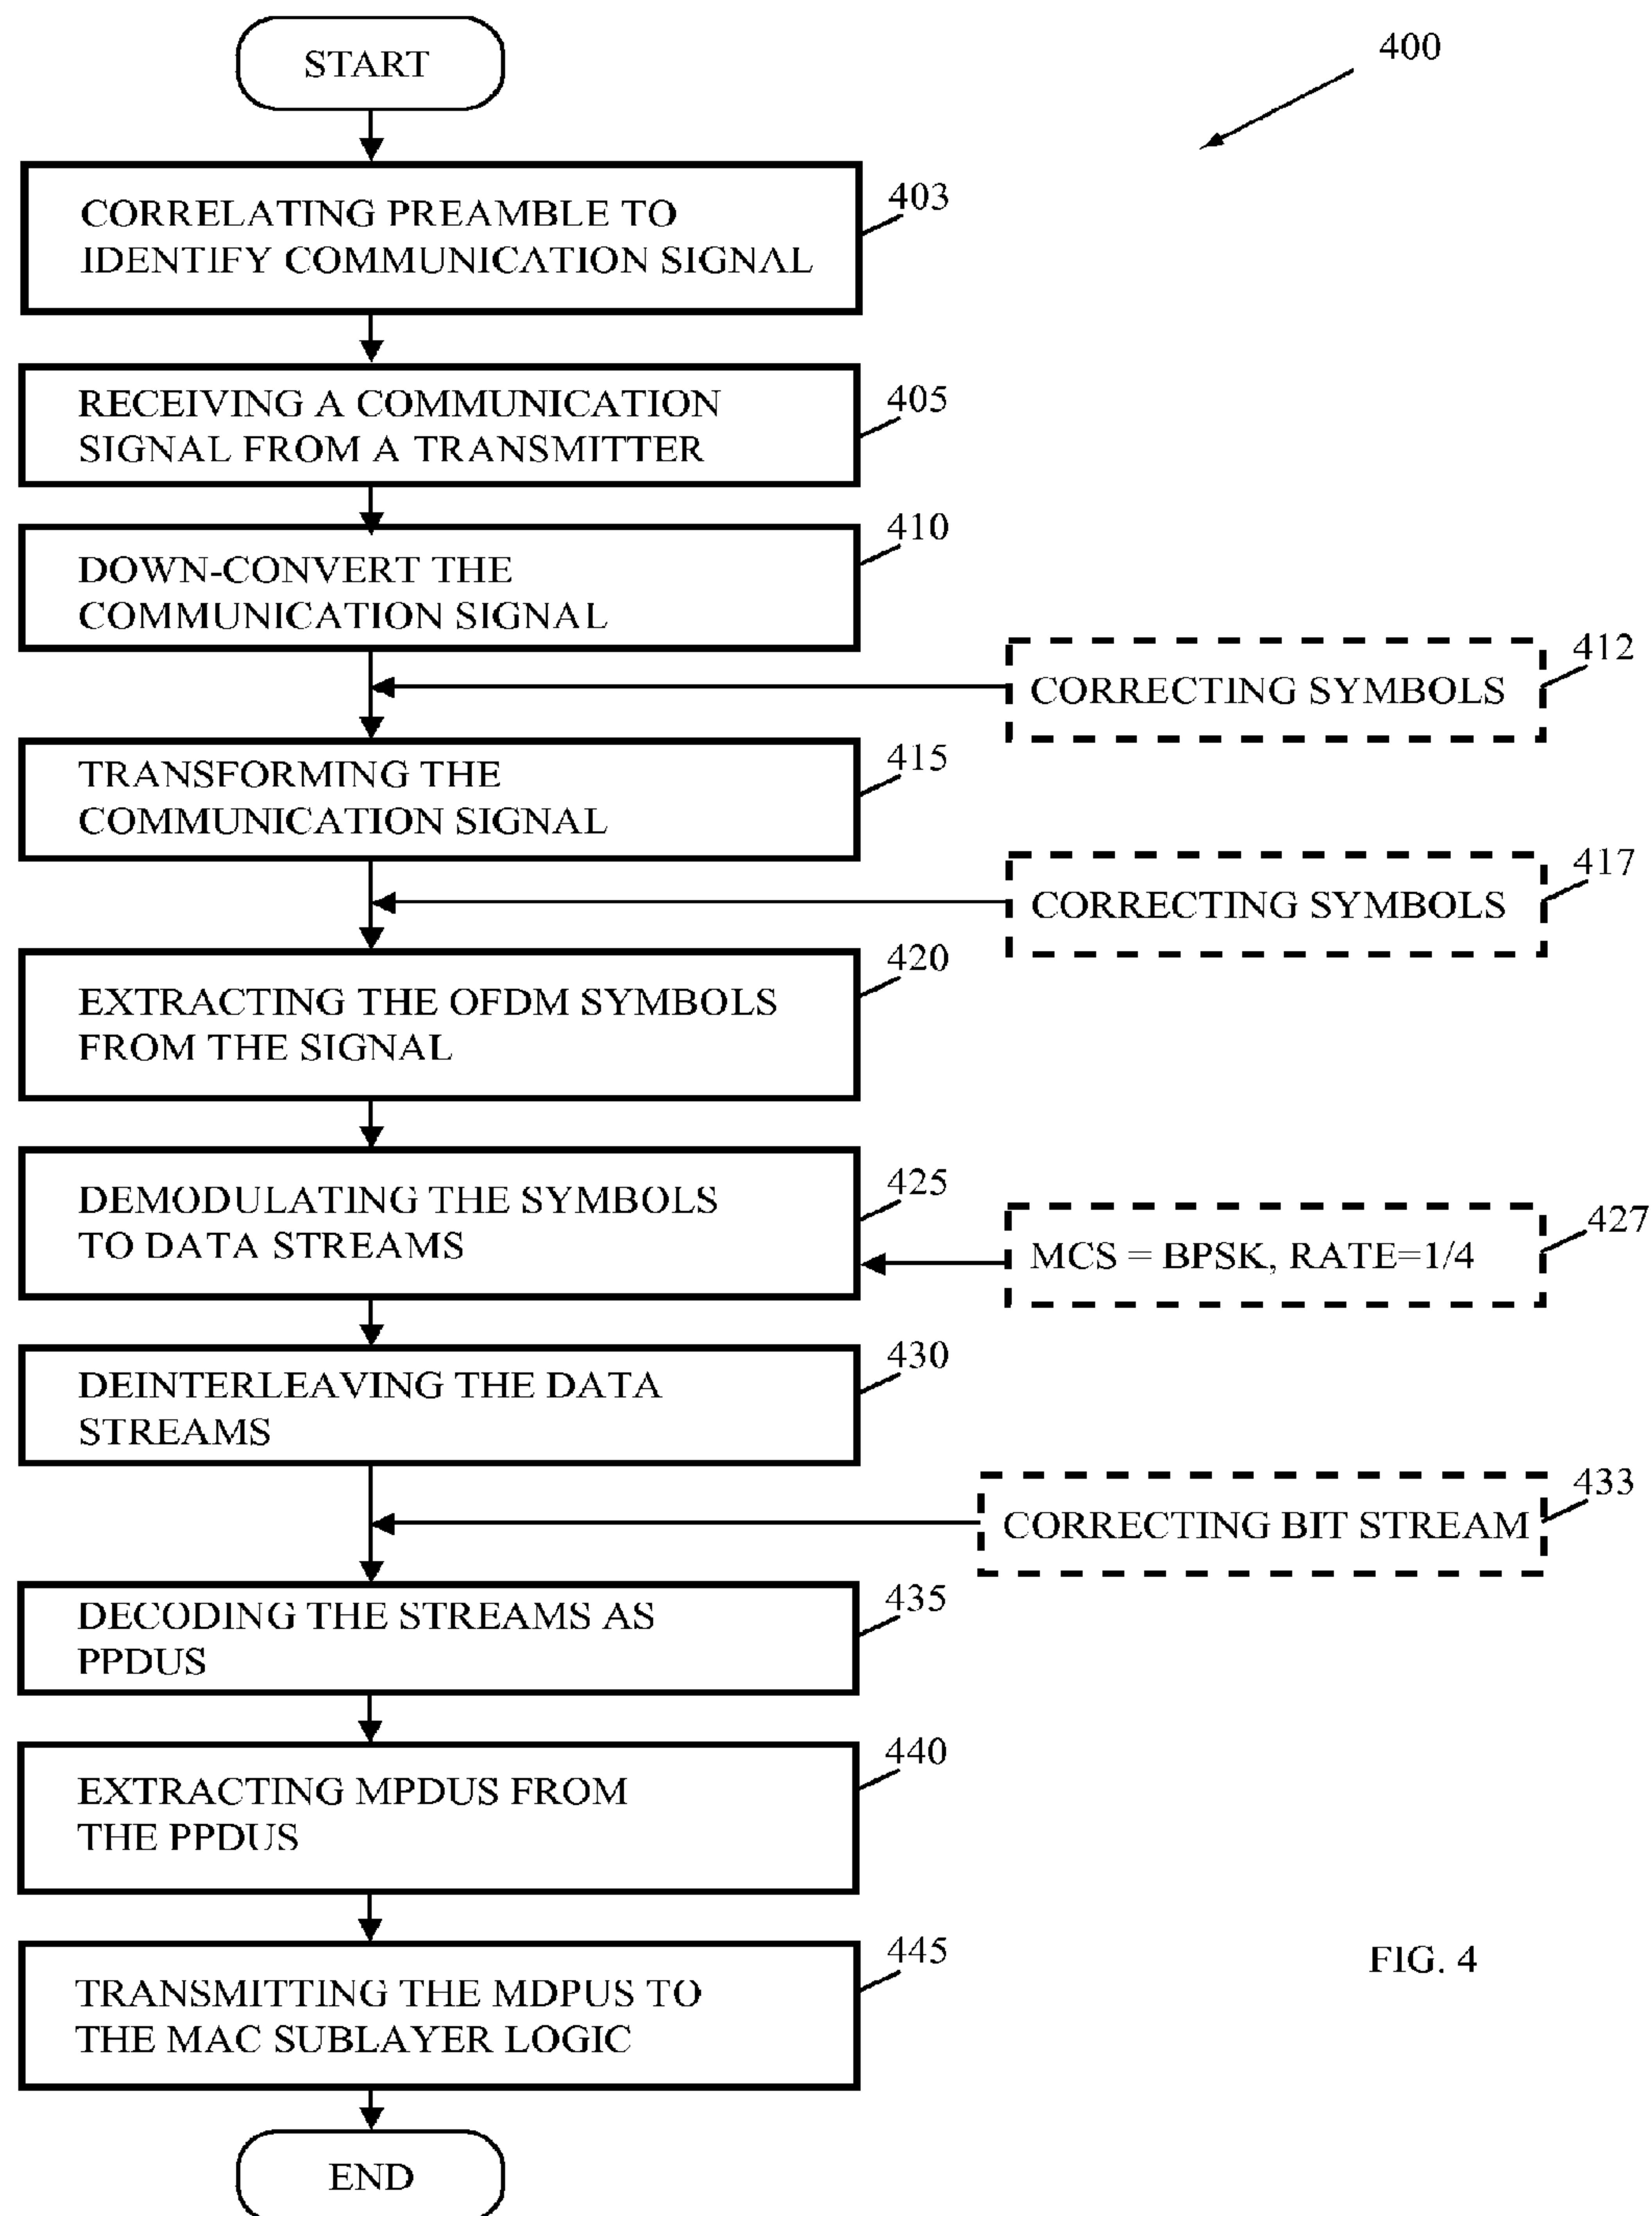 START
400
CORRELATING PREAMBLE TO
IDENTIFY COMMUNICATION SIGNAL
403
RECEIVING A COMMUNICATION
SIGNAL FROM A TRANSMITTER
405
DOWN-CONVERT THE
COMMUNICATION SIGNAL
410
CORRECTING SYMBOLS
412
TRANSFORMING THE
COMMUNICATION SIGNAL
415
CORRECTING SYMBOLS
417
EXTRACTING THE OFDM SYMBOLS
FROM THE SIGNAL
420
DEMODULATING THE SYMBOLS
TO DATA STREAMS
425
MCS = BPSK, RATE=1/4
427
DEINTERLEAVING THE DATA
STREAMS
430
CORRECTING BIT STREAM
433
DECODING THE STREAMS AS
PPDUS
435
EXTRACTING MPDUS FROM
THE PPDUS
440
TRANSMITTING THE MDPUS TO
THE MAC SUBLAYER LOGIC
445
FIG. 4
END